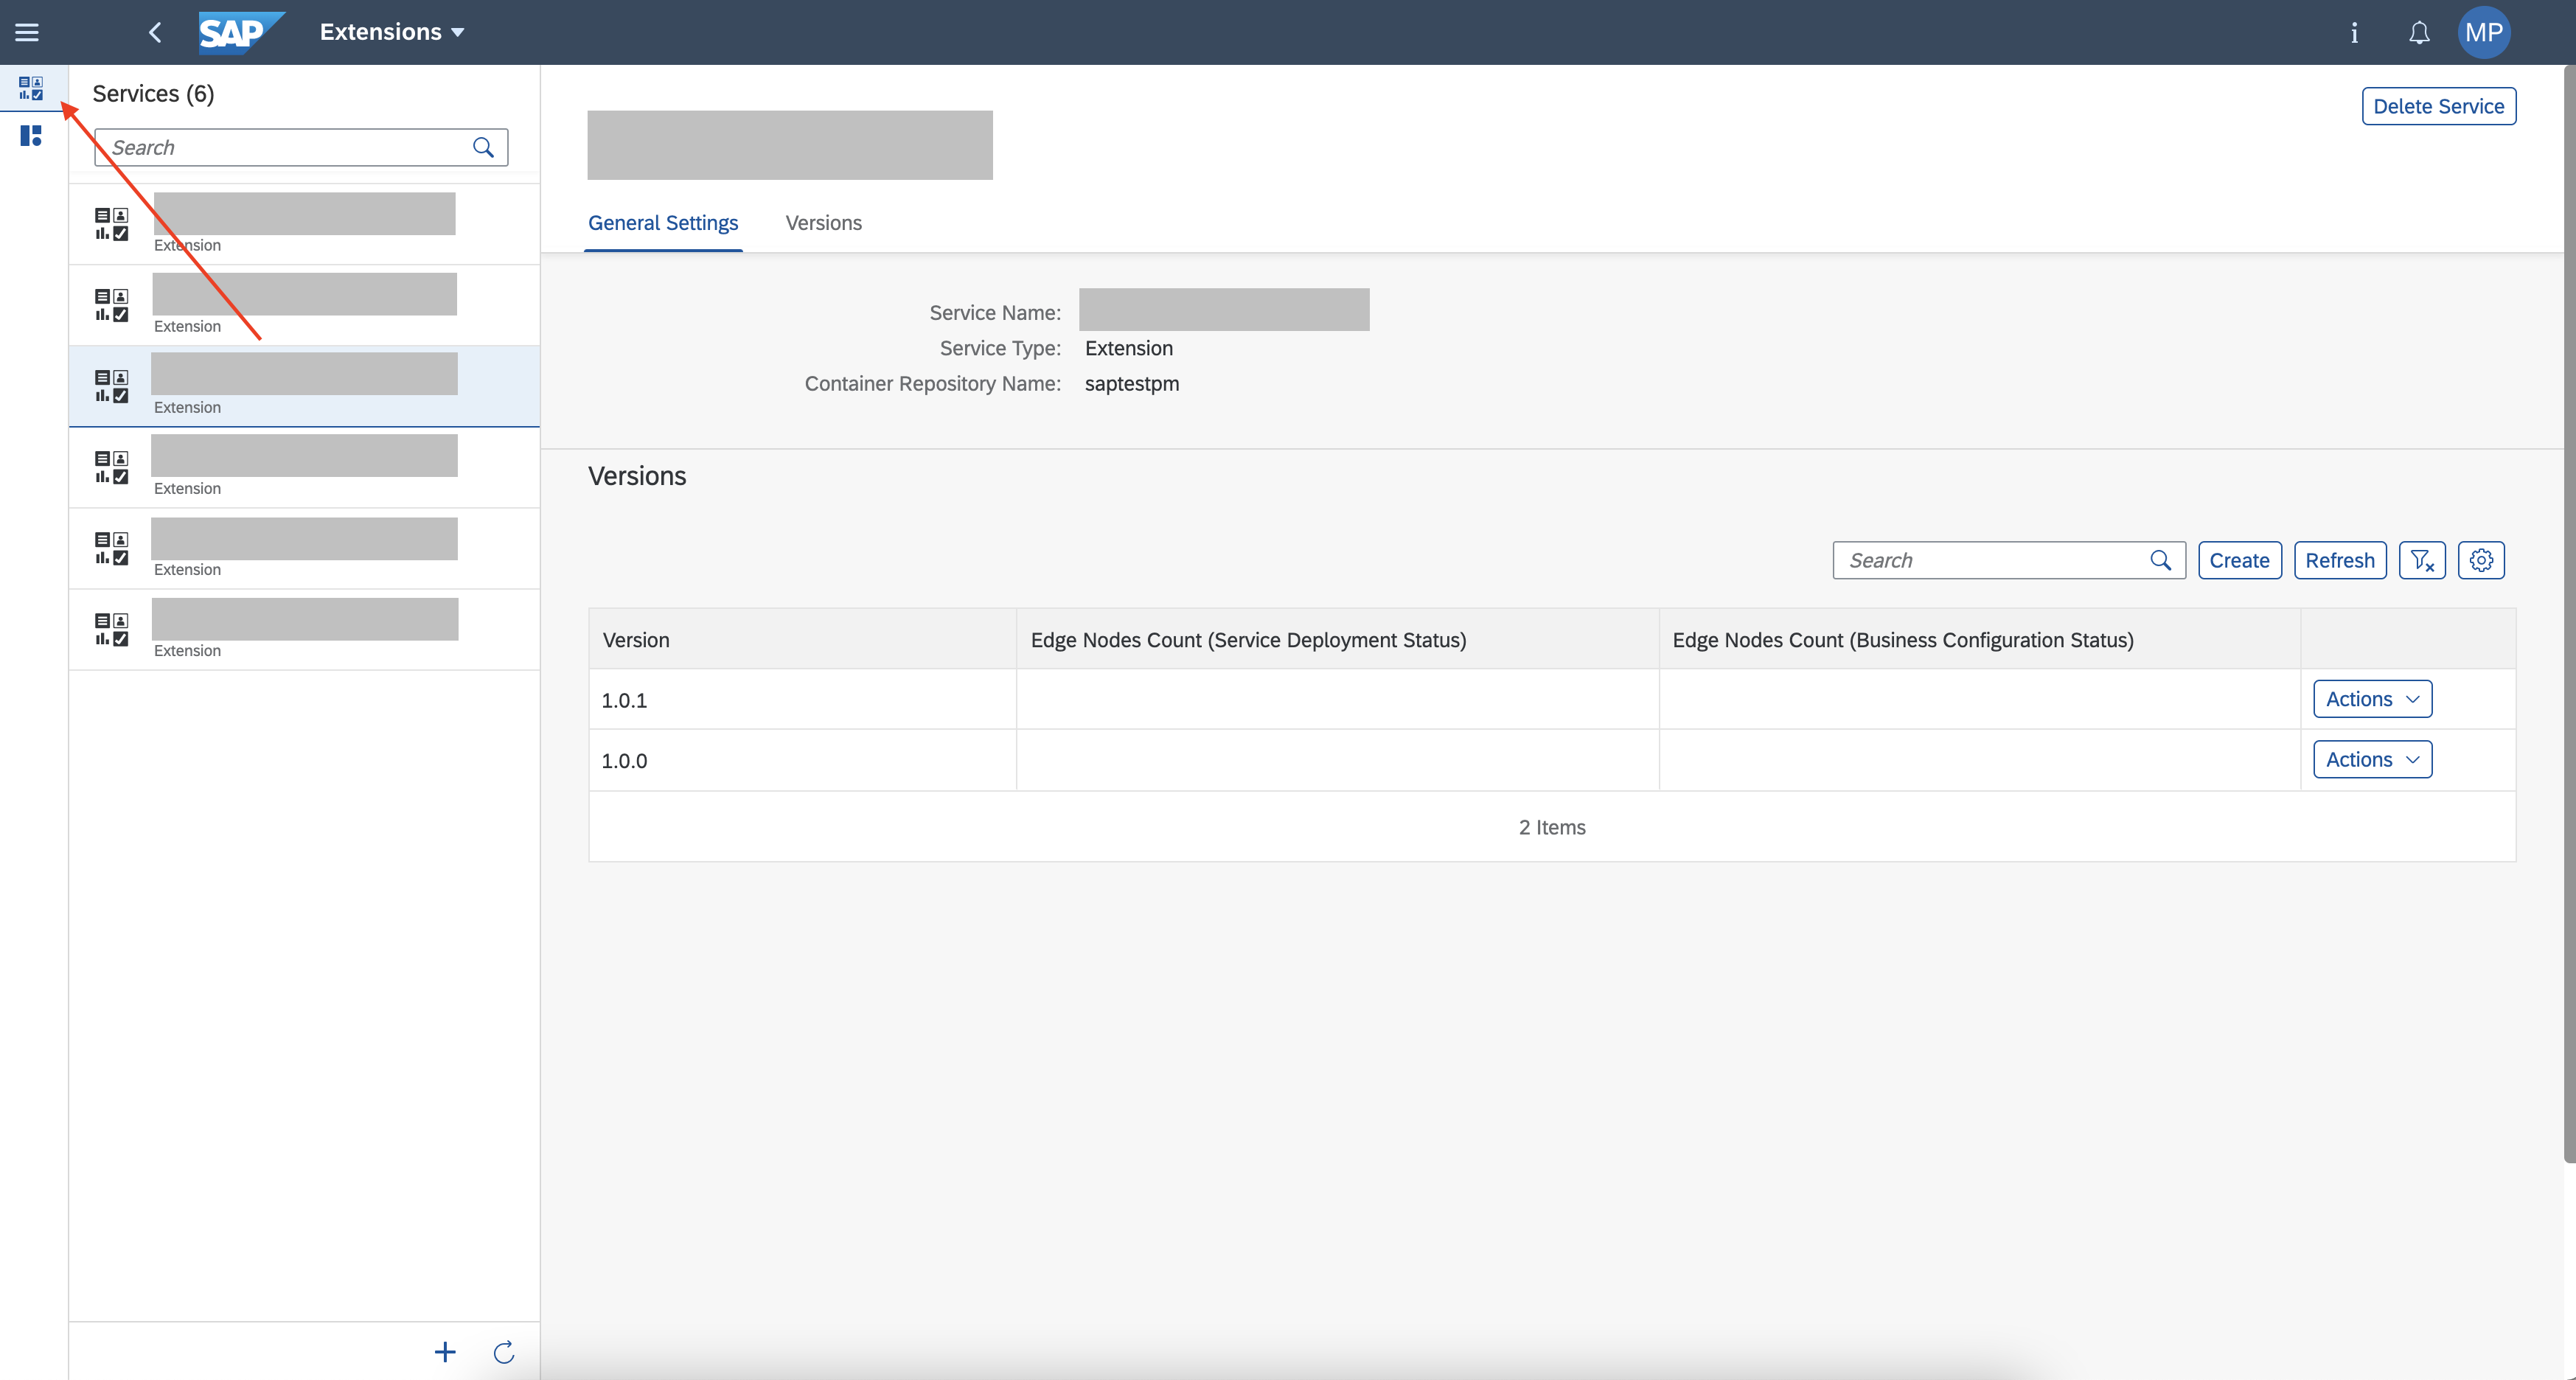 SAP
Extensions
i
MP
Services (6)
Search
Extension
Extension
Extension
Extension
Extension
Extension
Delete Service
General Settings
Versions
Service Name:
Service Type: Extension
Container Repository Name: saptestpm
Versions
Search
Create
Refresh
Version
Edge Nodes Count (Service Deployment Status)
Edge Nodes Count (Business Configuration Status)
1.0.1
Actions
1.0.0
Actions
2 Items